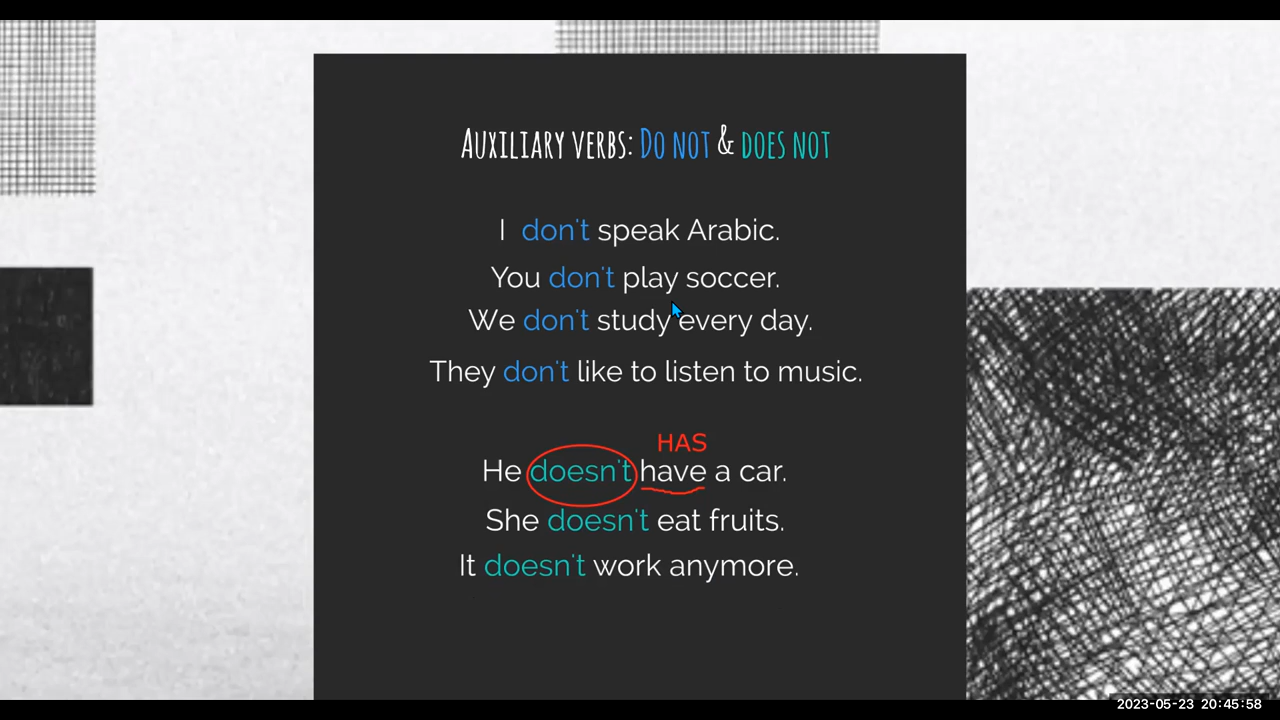 AUXILIARY VERBS: DO NOT & DOES NOT
I don't speak Arabic.
You don't play soccer.
We don't study every day.
They don't like to listen to music.
HAS
He doesn't have a car.
She doesn't eat fruits.
It doesn't work anymore.
2023-05-23 20:45:58